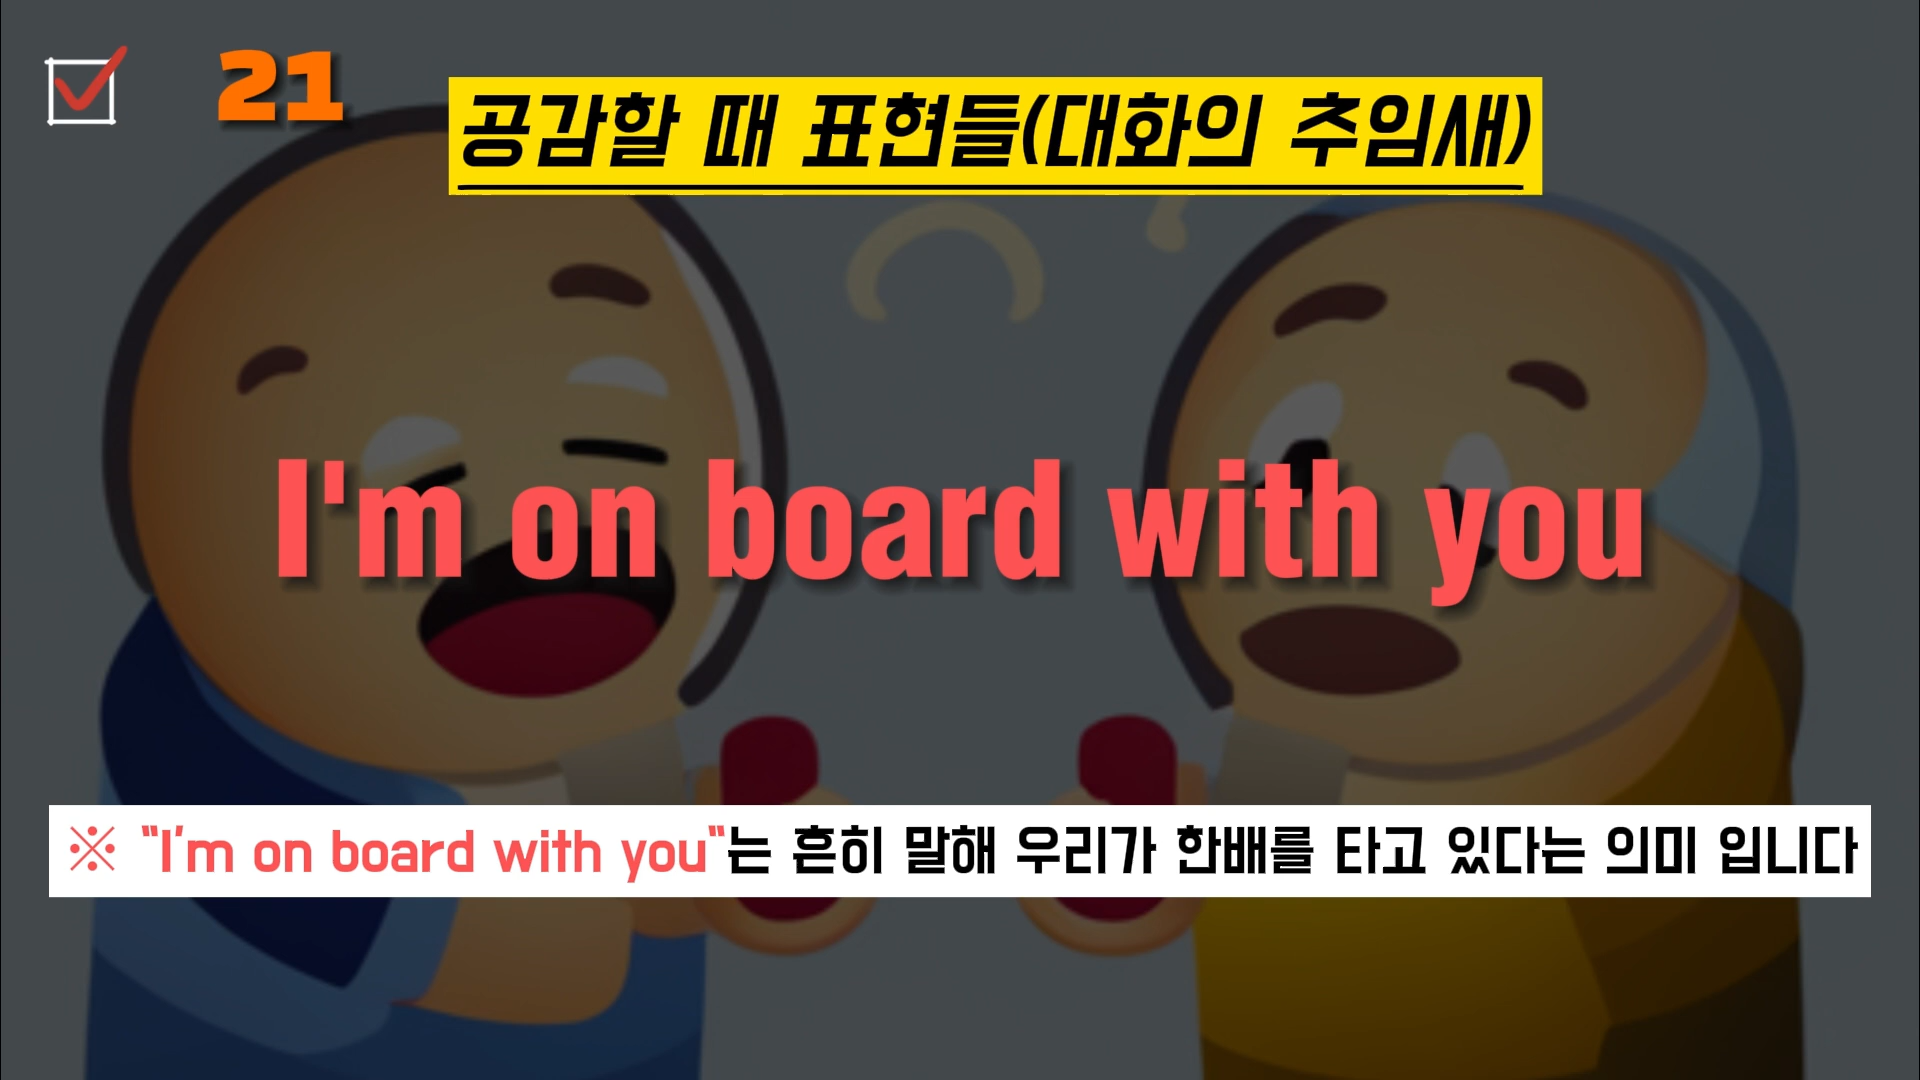 21
공감할 때 표현들(대화의 추임새)
I'm on board with you
※ “I'm on board with you“는 흔히 말해 우리가 한배를 타고 있다는 의미 입니다